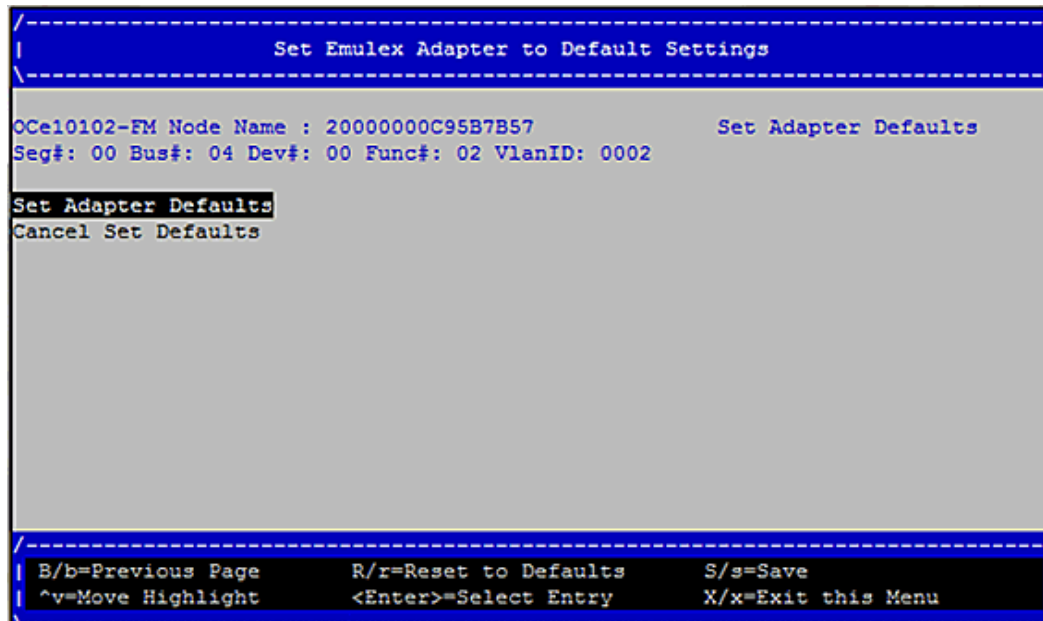 /------------------------------------------------------------------------------
| Set Emulex Adapter to Default Settings
\------------------------------------------------------------------------------
OCe10102-FM Node Name : 20000000C95B7B57 Set Adapter Defaults
Seg#: 00 Bus#: 04 Dev#: 00 Func#: 02 VlanID: 0002
Set Adapter Defaults
Cancel Set Defaults
/------------------------------------------------------------------------------
| B/b=Previous Page R/r=Reset to Defaults S/s=Save
| ^v=Move Highlight <Enter>=Select Entry X/x=Exit this Menu
\